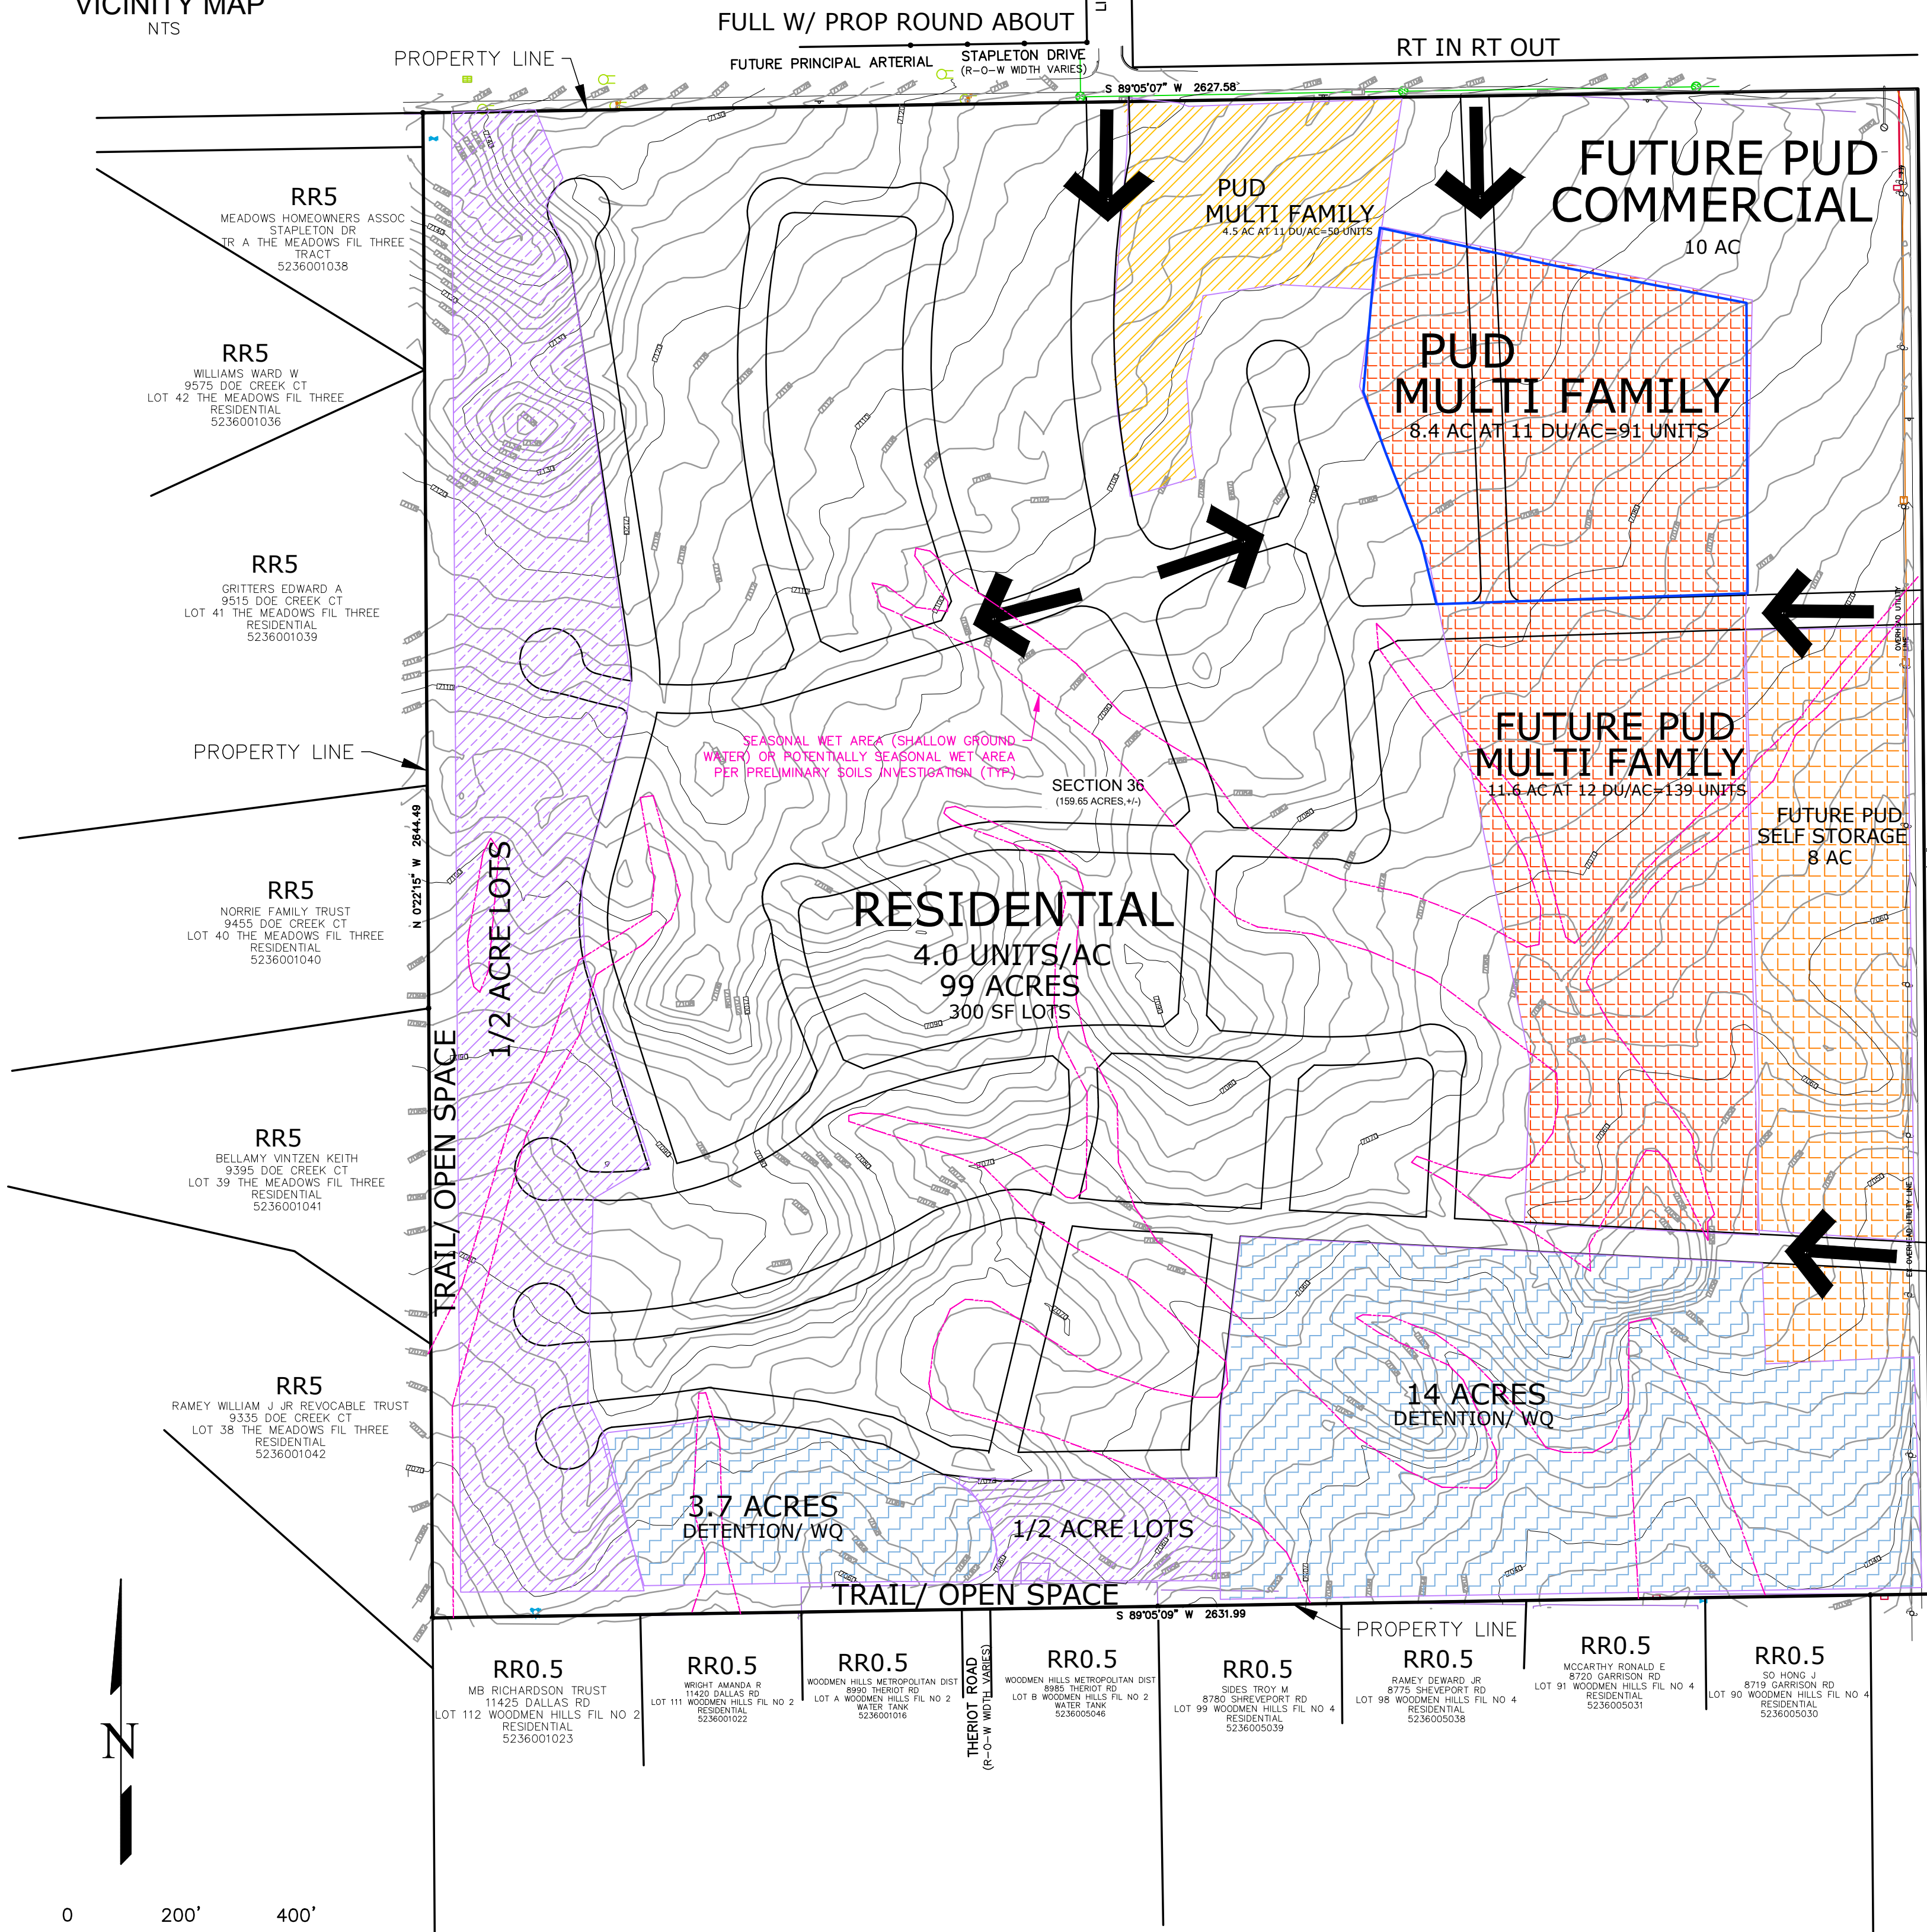 VICINITY MAP
NTS
FULL W/ PROP ROUND ABOUT
RT IN RT OUT
PROPERTY LINE
FUTURE PRINCIPAL ARTERIAL
STAPLETON DRIVE
(R-O-W WIDTH VARIES)
S 89°05'07" W 2627.58'
RR5
MEADOWS HOMEOWNERS ASSOC
STAPLETON DR
TR A THE MEADOWS FIL THREE
TRACT
5236001038
PUD
MULTI FAMILY
4.5 AC AT 11 DU/AC=50 UNITS
FUTURE PUD
COMMERCIAL
10 AC
RR5
WILLIAMS WARD W
9575 DOE CREEK CT
LOT 42 THE MEADOWS FIL THREE
RESIDENTIAL
5236001036
PUD
MULTI FAMILY
8.4 AC AT 11 DU/AC=91 UNITS
RR5
GRITTERS EDWARD A
9515 DOE CREEK CT
LOT 41 THE MEADOWS FIL THREE
RESIDENTIAL
5236001039
OVERHEAD UTILITY
LINE
PROPERTY LINE
SEASONAL WET AREA (SHALLOW GROUND
WATER) OR POTENTIALLY SEASONAL WET AREA
PER PRELIMINARY SOILS INVESTIGATION (TYP)
SECTION 36
(159.65 ACRES,+/-)
FUTURE PUD
MULTI FAMILY
11.6 AC AT 12 DU/AC=139 UNITS
FUTURE PUD
SELF STORAGE
8 AC
N 0°22'15" W 2644.49
1/2 ACRE LOTS
RESIDENTIAL
4.0 UNITS/AC
99 ACRES
300 SF LOTS
RR5
NORRIE FAMILY TRUST
9455 DOE CREEK CT
LOT 40 THE MEADOWS FIL THREE
RESIDENTIAL
5236001040
TRAIL/ OPEN SPACE
RR5
BELLAMY VINTZEN KEITH
9395 DOE CREEK CT
LOT 39 THE MEADOWS FIL THREE
RESIDENTIAL
5236001041
EX OVERHEAD UTILITY LINE
RR5
RAMEY WILLIAM J JR REVOCABLE TRUST
9335 DOE CREEK CT
LOT 38 THE MEADOWS FIL THREE
RESIDENTIAL
5236001042
14 ACRES
DETENTION/ WQ
3.7 ACRES
DETENTION/ WQ
1/2 ACRE LOTS
TRAIL/ OPEN SPACE
S 89°05'09" W 2631.99
PROPERTY LINE
RR0.5
MB RICHARDSON TRUST
11425 DALLAS RD
LOT 112 WOODMEN HILLS FIL NO 2
RESIDENTIAL
5236001023
RR0.5
WRIGHT AMANDA R
11420 DALLAS RD
LOT 111 WOODMEN HILLS FIL NO 2
RESIDENTIAL
5236001022
RR0.5
WOODMEN HILLS METROPOLITAN DIST
8990 THERIOT RD
LOT A WOODMEN HILLS FIL NO 2
WATER TANK
5236001016
THERIOT ROAD
(R-O-W WIDTH VARIES)
RR0.5
WOODMEN HILLS METROPOLITAN DIST
8985 THERIOT RD
LOT B WOODMEN HILLS FIL NO 2
WATER TANK
5236005046
RR0.5
SIDES TROY M
8780 SHREVEPORT RD
LOT 99 WOODMEN HILLS FIL NO 4
RESIDENTIAL
5236005039
RR0.5
RAMEY DEWARD JR
8775 SHEVEPORT RD
LOT 98 WOODMEN HILLS FIL NO 4
RESIDENTIAL
5236005038
RR0.5
MCCARTHY RONALD E
8720 GARRISON RD
LOT 91 WOODMEN HILLS FIL NO 4
RESIDENTIAL
5236005031
RR0.5
SO HONG J
8719 GARRISON RD
LOT 90 WOODMEN HILLS FIL NO 4
RESIDENTIAL
5236005030
N
0 200' 400'